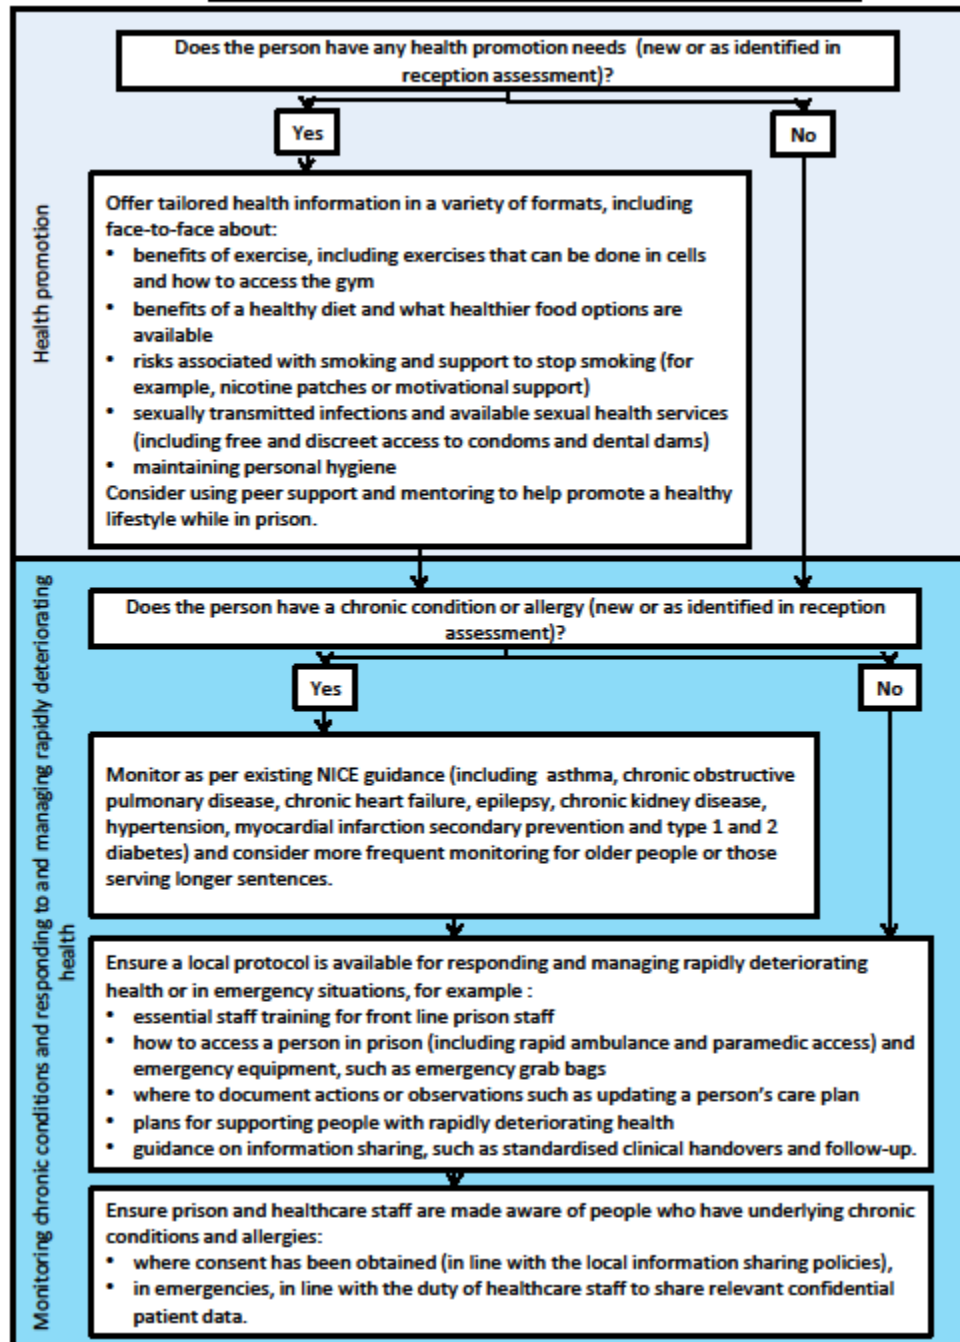 Does the person have any health promotion needs  (new or as identified in
reception assessment)?
Yes
No
Health promotion
Offer tailored health information in a variety of formats, including
face-to-face about:
• benefits of exercise, including exercises that can be done in cells
and how to access the gym
• benefits of a healthy diet and what healthier food options are
available
• risks associated with smoking and support to stop smoking (for
example, nicotine patches or motivational support)
• sexually transmitted infections and available sexual health services
(including free and discreet access to condoms and dental dams)
• maintaining personal hygiene
Consider using peer support and mentoring to help promote a healthy
lifestyle while in prison.
Monitoring chronic conditions and responding to and managing rapidly deteriorating
health
Does the person have a chronic condition or allergy (new or as identified in reception
assessment)?
Yes
No
Monitor as per existing NICE guidance (including  asthma, chronic obstructive
pulmonary disease, chronic heart failure, epilepsy, chronic kidney disease,
hypertension, myocardial infarction secondary prevention and type 1 and 2
diabetes) and consider more frequent monitoring for older people or those
serving longer sentences.
Ensure a local protocol is available for responding and managing rapidly deteriorating
health or in emergency situations, for example :
• essential staff training for front line prison staff
• how to access a person in prison (including rapid ambulance and paramedic access) and
emergency equipment, such as emergency grab bags
• where to document actions or observations such as updating a person's care plan
• plans for supporting people with rapidly deteriorating health
• guidance on information sharing, such as standardised clinical handovers and follow-up.
Ensure prison and healthcare staff are made aware of people who have underlying chronic
conditions and allergies:
• where consent has been obtained (in line with the local information sharing policies),
• in emergencies, in line with the duty of healthcare staff to share relevant confidential
patient data.